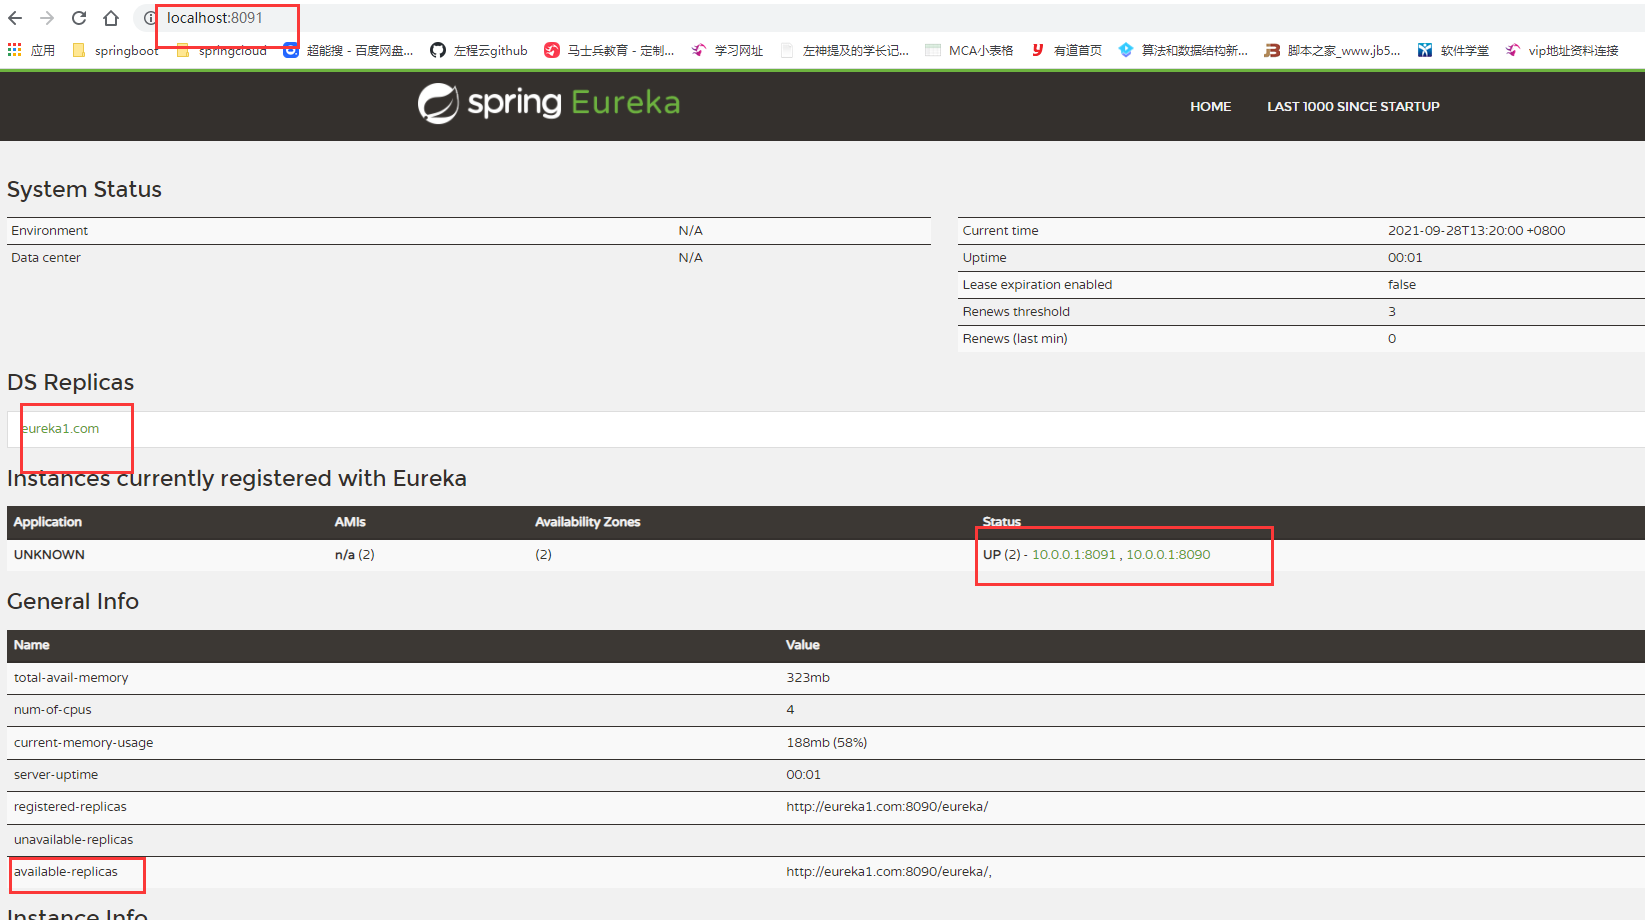 localhost:8091
应用 springboot springcloud 超能搜 - 百度网盘... 左程云github 马士兵教育 - 定制... 学习网址 左神提及的学长记... MCA小表格 有道首页 算法和数据结构新... 脚本之家_www.jb5... 软件学堂 vip地址资料连接
spring Eureka HOME LAST 1000 SINCE STARTUP
System Status
Environment N/A Current time 2021-09-28T13:20:00 +0800
Data center N/A Uptime 00:01
Lease expiration enabled false
Renews threshold 3
Renews (last min) 0
DS Replicas
eureka1.com
Instances currently registered with Eureka
Application AMIs Availability Zones Status
UNKNOWN n/a (2) (2) UP (2) - 10.0.0.1:8091 , 10.0.0.1:8090
General Info
Name Value
total-avail-memory 323mb
num-of-cpus 4
current-memory-usage 188mb (58%)
server-uptime 00:01
registered-replicas http://eureka1.com:8090/eureka/
unavailable-replicas
available-replicas http://eureka1.com:8090/eureka/,
Instance Info